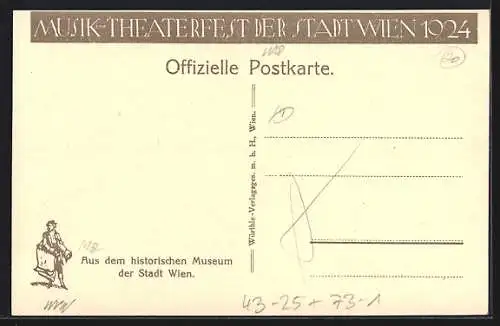 MUSIK-THEATERFEST DER STADT WIEN 1924
Offizielle Postkarte.
Würthle-Verlagsges. m. b. H., Wien.
Aus dem historischen Museum
der Stadt Wien.
43-25+73-1